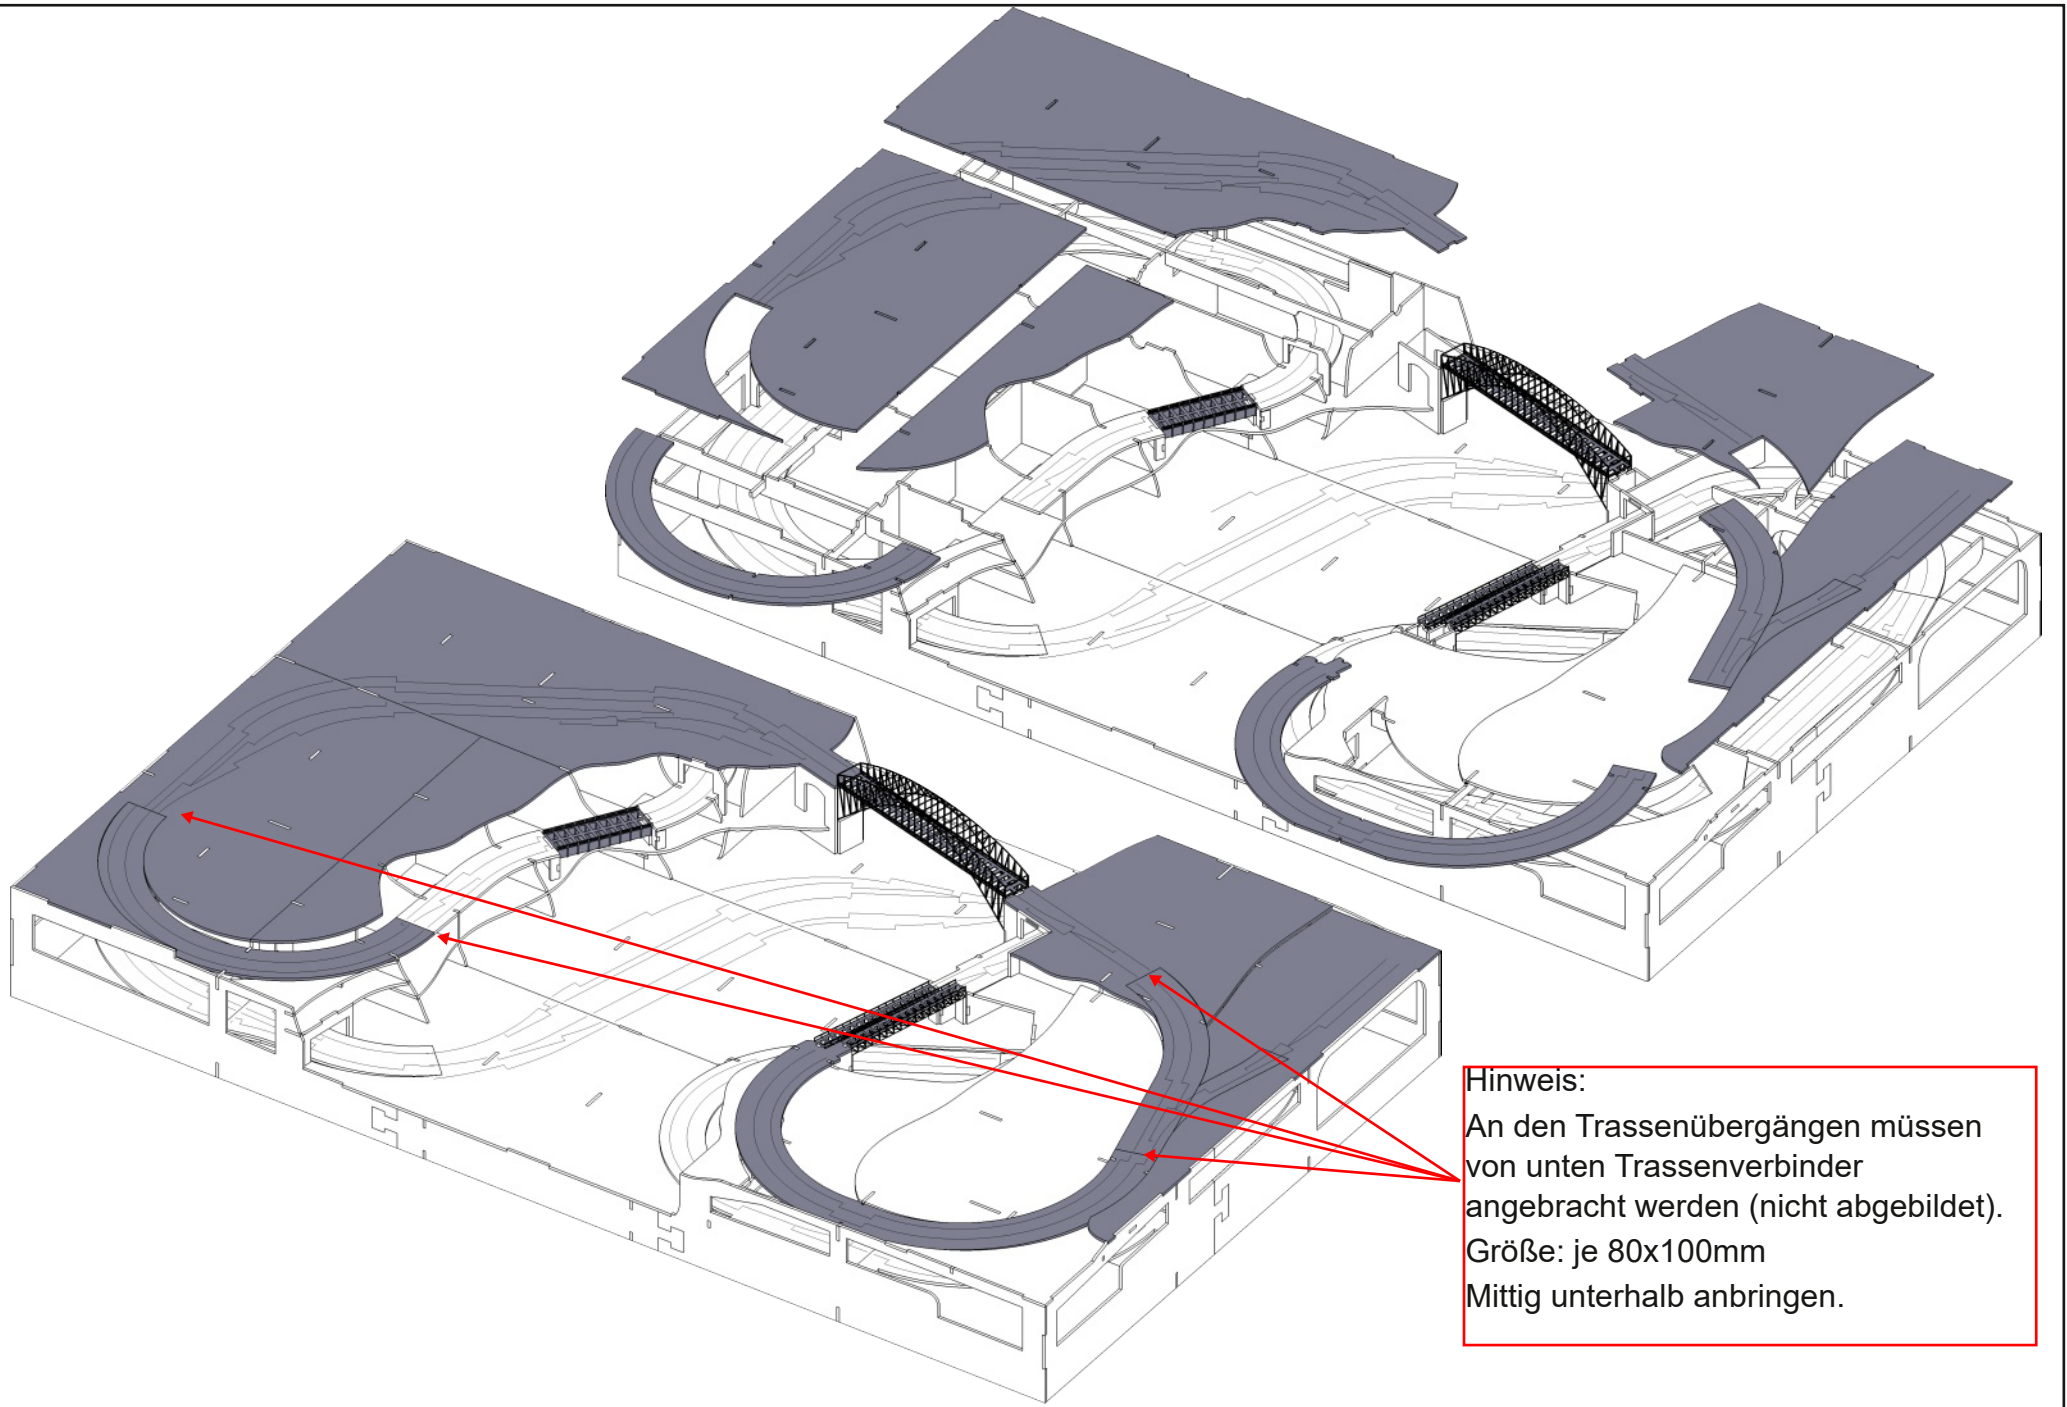 Hinweis:
An den Trassenübergängen müssen
von unten Trassenverbinder
angebracht werden (nicht abgebildet).
Größe: je 80x100mm
Mittig unterhalb anbringen.